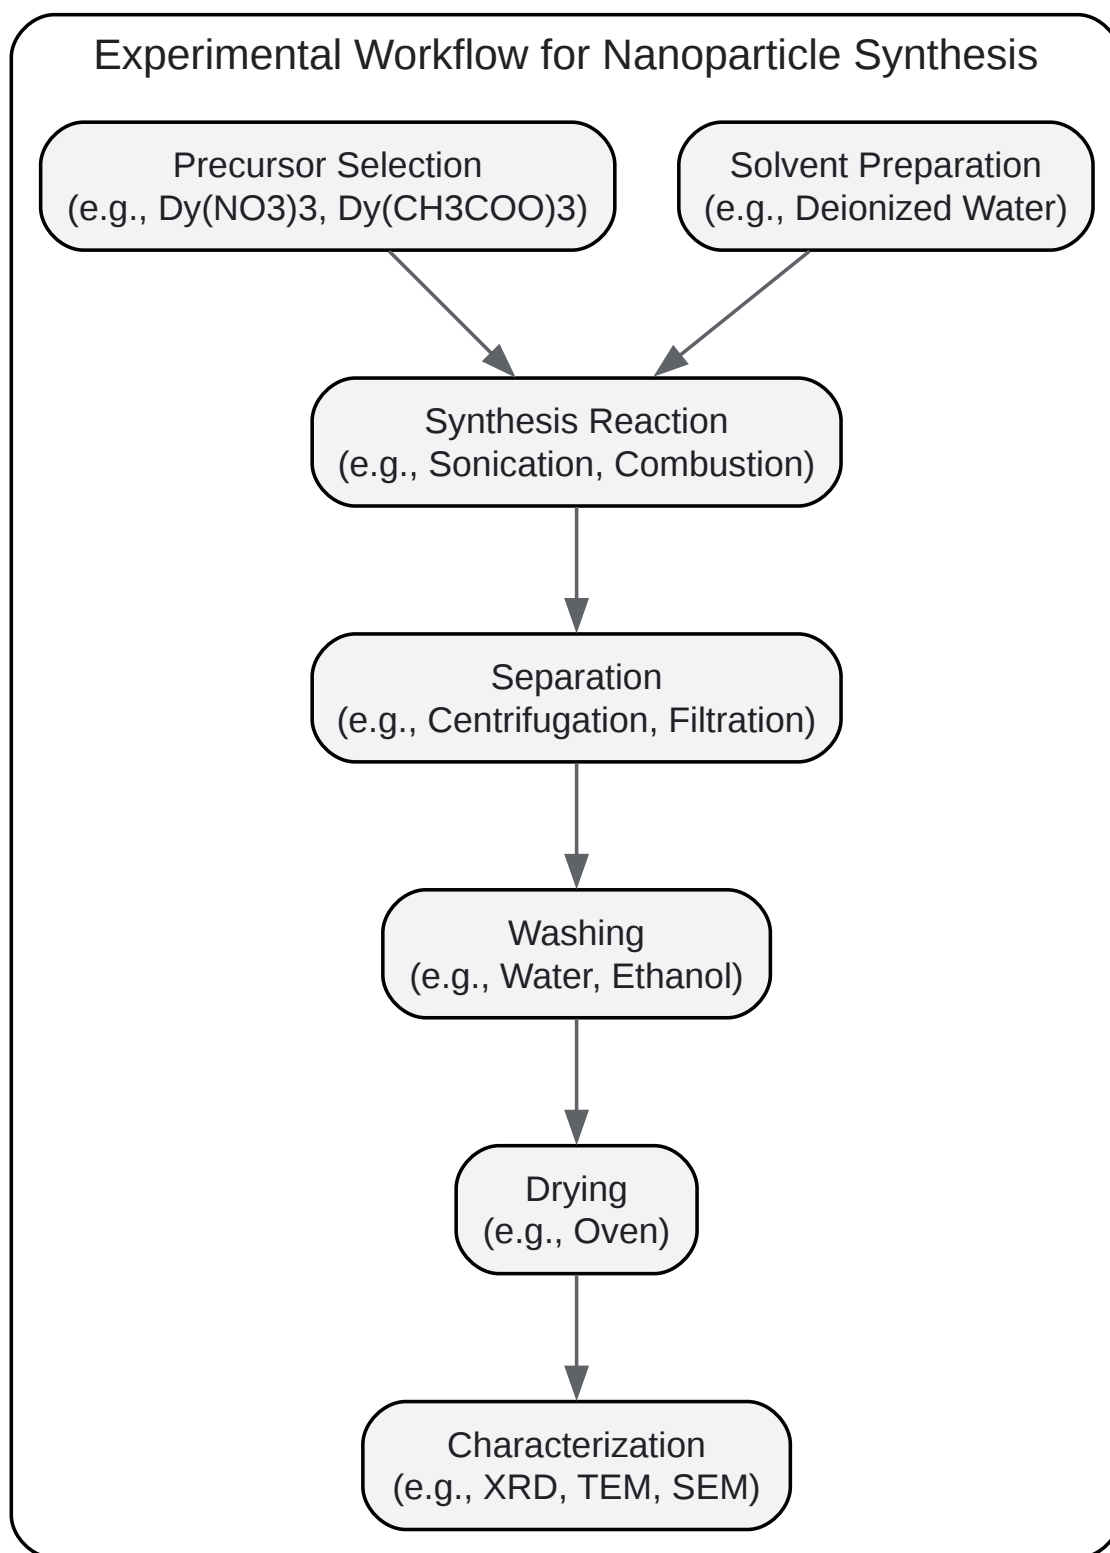 Experimental Workflow for Nanoparticle Synthesis
Precursor Selection
(e.g., Dy(NO3)3, Dy(CH3COO)3)
Solvent Preparation
(e.g., Deionized Water)
Synthesis Reaction
(e.g., Sonication, Combustion)
Separation
(e.g., Centrifugation, Filtration)
Washing
(e.g., Water, Ethanol)
Drying
(e.g., Oven)
Characterization
(e.g., XRD, TEM, SEM)